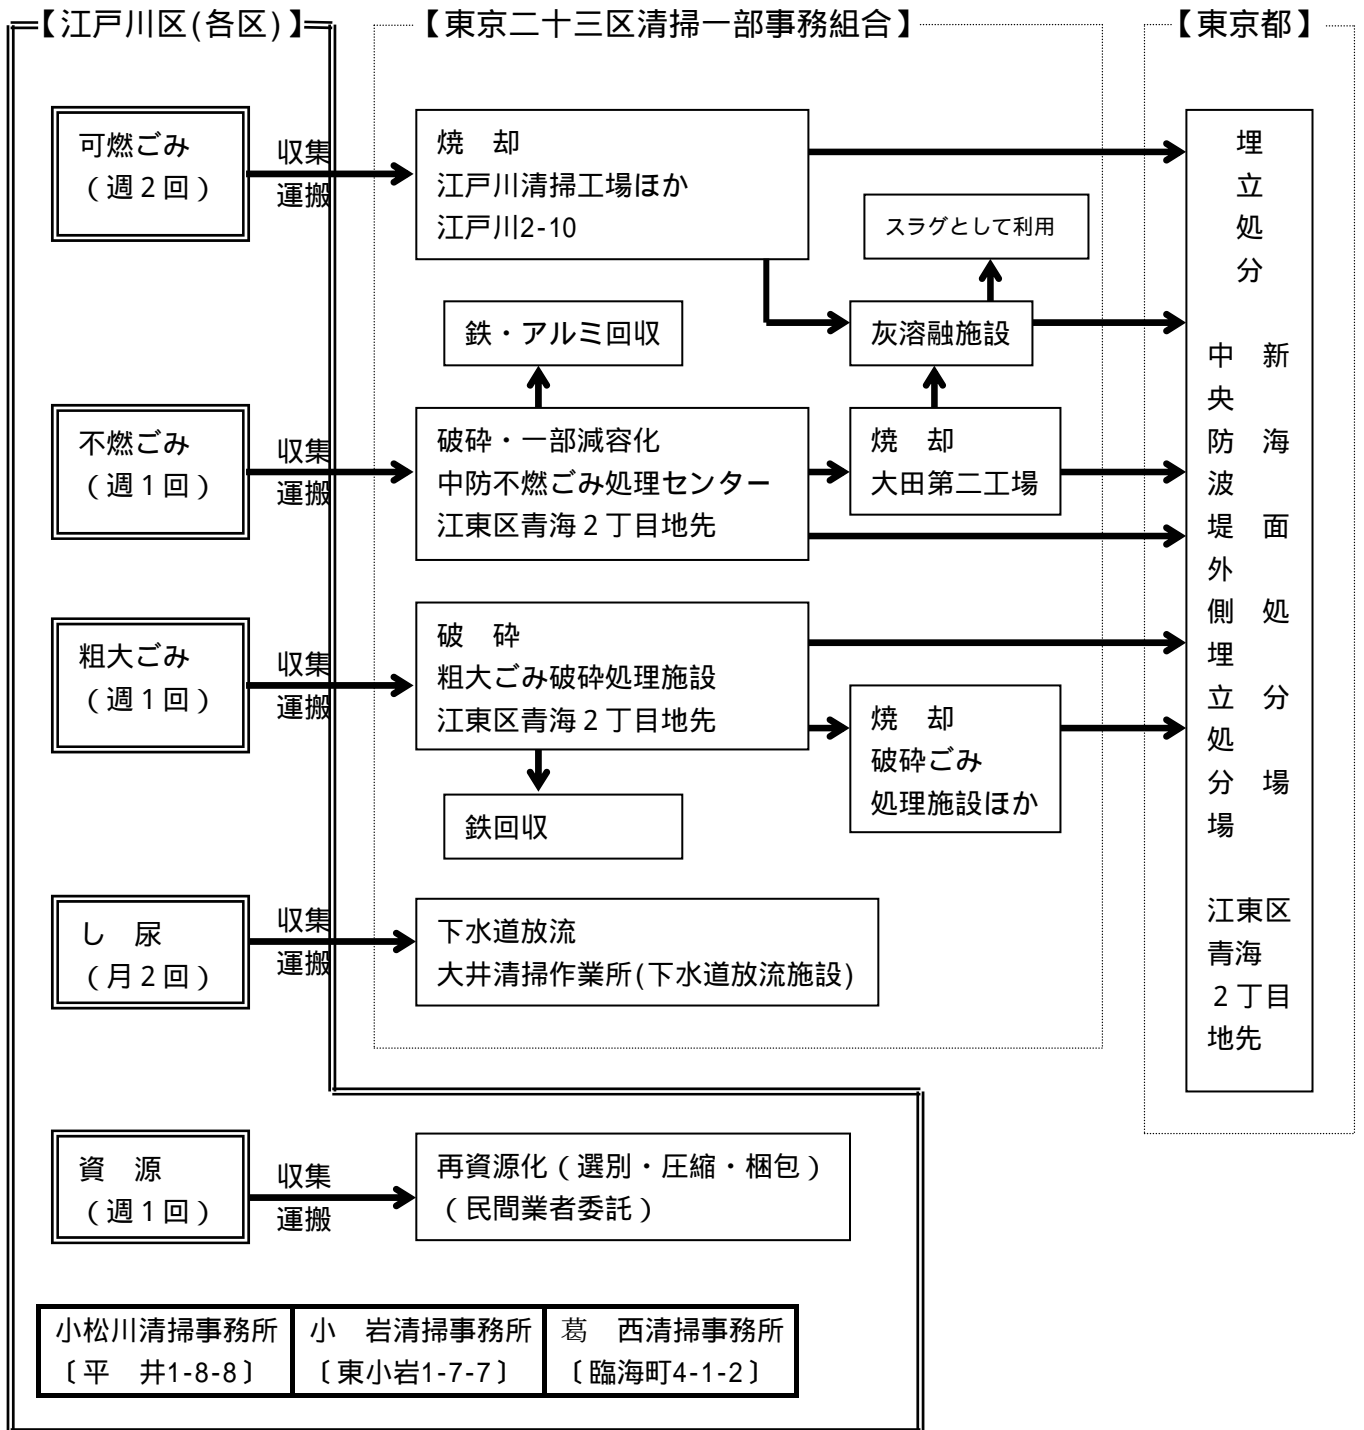 【江戸川区(各区)】
【東京二十三区清掃一部事務組合】
【東京都】
可燃ごみ
（週２回）
収集
運搬
焼　却
江戸川清掃工場ほか
江戸川2-10
スラグとして利用
鉄・アルミ回収
灰溶融施設
不燃ごみ
（週１回）
収集
運搬
破砕・一部減容化
中防不燃ごみ処理センター
江東区青海２丁目地先
焼　却
大田第二工場
粗大ごみ
（週１回）
収集
運搬
破　砕
粗大ごみ破砕処理施設
江東区青海２丁目地先
焼　却
破砕ごみ
処理施設ほか
鉄回収
し　尿
（月２回）
収集
運搬
下水道放流
大井清掃作業所(下水道放流施設)
埋立処分
中央防波堤外側埋立処分場
新海面処分場
江東区
青海
２丁目
地先
資　源
（週１回）
収集
運搬
再資源化（選別・圧縮・梱包）
（民間業者委託）
小松川清掃事務所
〔平　井1-8-8〕
小　岩清掃事務所
〔東小岩1-7-7〕
葛　西清掃事務所
〔臨海町4-1-2〕